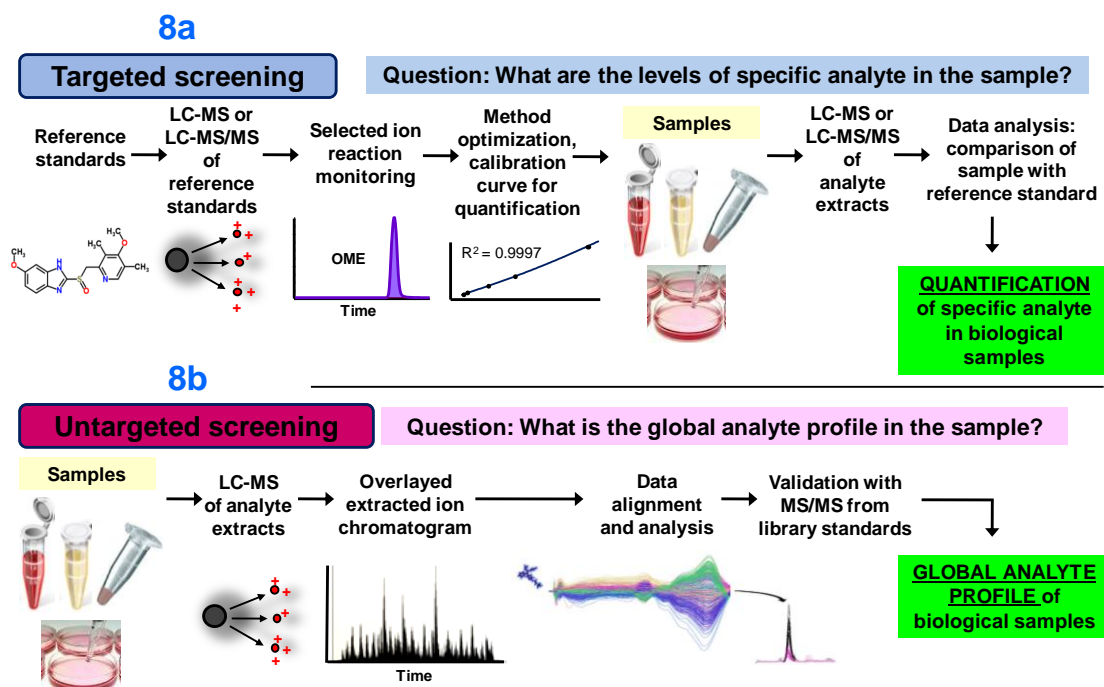 8a
Targeted screening
Question: What are the levels of specific analyte in the sample?
Reference
standards
LC-MS or
LC-MS/MS
of
reference
standards
Selected ion
reaction
monitoring
Method
optimization,
calibration
curve for
quantification
Samples
LC-MS or
LC-MS/MS
of
analyte
extracts
Data analysis:
comparison of
sample with
reference standard
CH₃
O
H₃C
O
H₃C
CH₃
H
N
N
S
O
N
+
+
+
+
+
+
OME
Time
R² = 0.9997
QUANTIFICATION
of specific analyte
in biological
samples
8b
Untargeted screening
Question: What is the global analyte profile in the sample?
Samples
LC-MS
of analyte
extracts
Overlayed
extracted ion
chromatogram
Data
alignment
and analysis
Validation with
MS/MS from
library standards
+
+
+
+
+
+
Time
GLOBAL ANALYTE
PROFILE of
biological samples